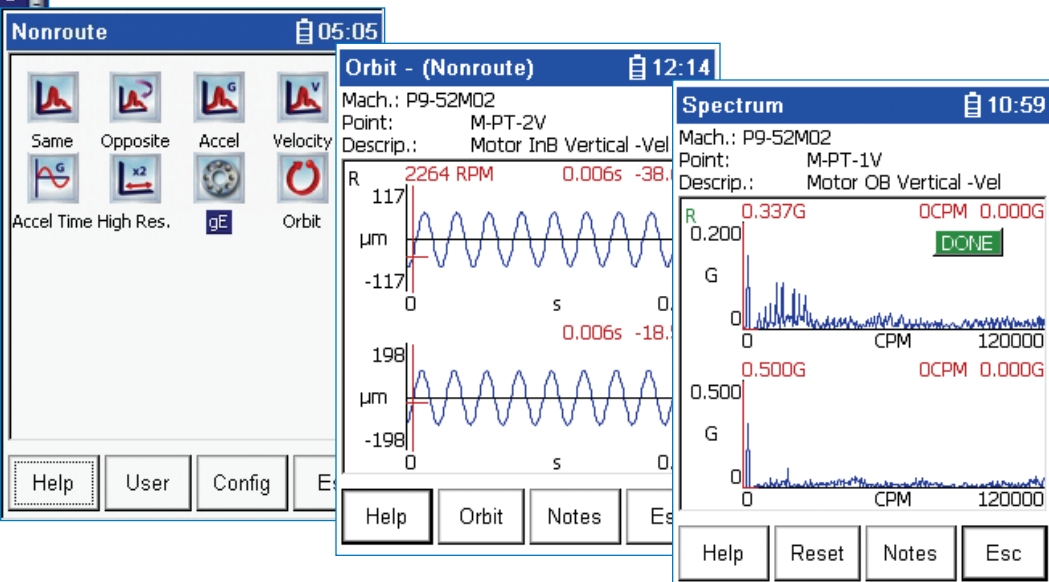 Nonroute 05:05
G V
Same Opposite Accel Velocity
G x2
Accel Time High Res. gE Orbit
Help User Config
Orbit - (Nonroute) 12:14
Mach.: P9-52M02
Point: M-PT-2V
Descrip.: Motor InB Vertical -Vel
R 2264 RPM 0.006s
117
µm
-117
0 s
0.006s
198
µm
-198
0 s
Help Orbit Notes
Spectrum 10:59
Mach.: P9-52M02
Point: M-PT-1V
Descrip.: Motor OB Vertical -Vel
R 0.337G 0CPM 0.000G
0.200
DONE
G
0
0 CPM 120000
0.500G 0CPM 0.000G
0.500
G
0
0 CPM 120000
Help Reset Notes Esc